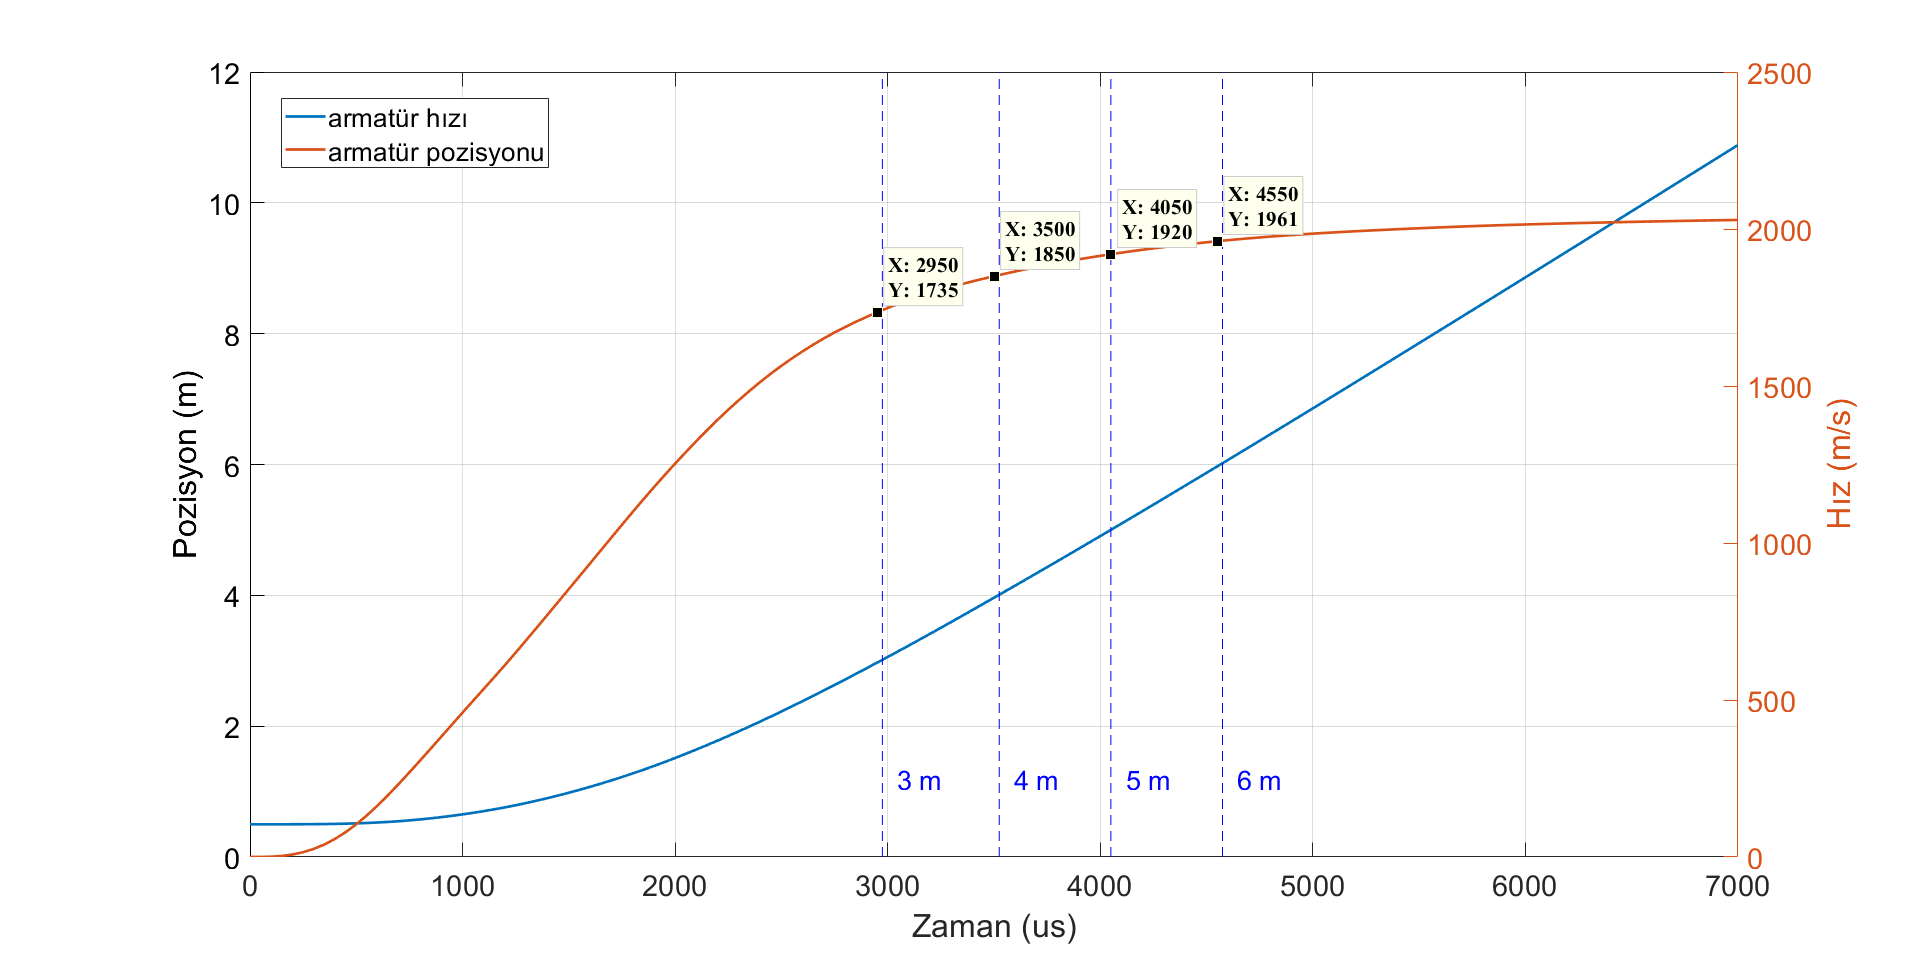 armatür hızı
armatür pozisyonu
12
10
8
6
4
2
0
Pozisyon (m)
2500
2000
1500
1000
500
0
Hız (m/s)
X: 2950
Y: 1735
X: 3500
Y: 1850
X: 4050
Y: 1920
X: 4550
Y: 1961
3 m
4 m
5 m
6 m
0
1000
2000
3000
4000
5000
6000
7000
Zaman (us)